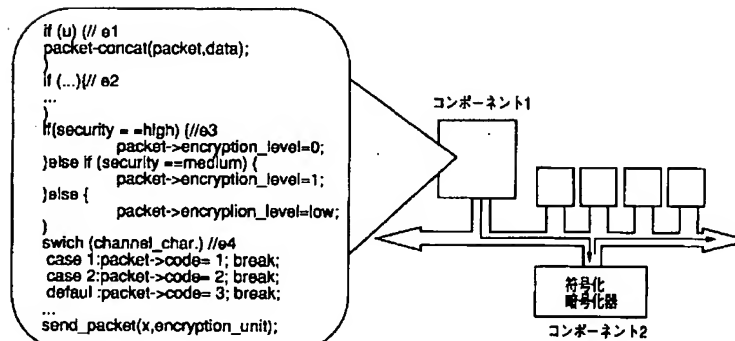 if (u) {// e1
packet-concat(packet,data);
)
if (...){// e2
...
)
if(security = =high) {//e3
packet->encryption_level=0;
}else if (security ==medium) {
packet->encryption_level=1;
}else {
packet->encryption_level=low;
}
swich (channel_char.) //e4
case 1:packet->code= 1; break;
case 2:packet->code= 2; break;
defaul :packet->code= 3; break;
...
send_packet(x,encryption_unit);
コンポーネント1
符号化
暗号化器
コンポーネント2